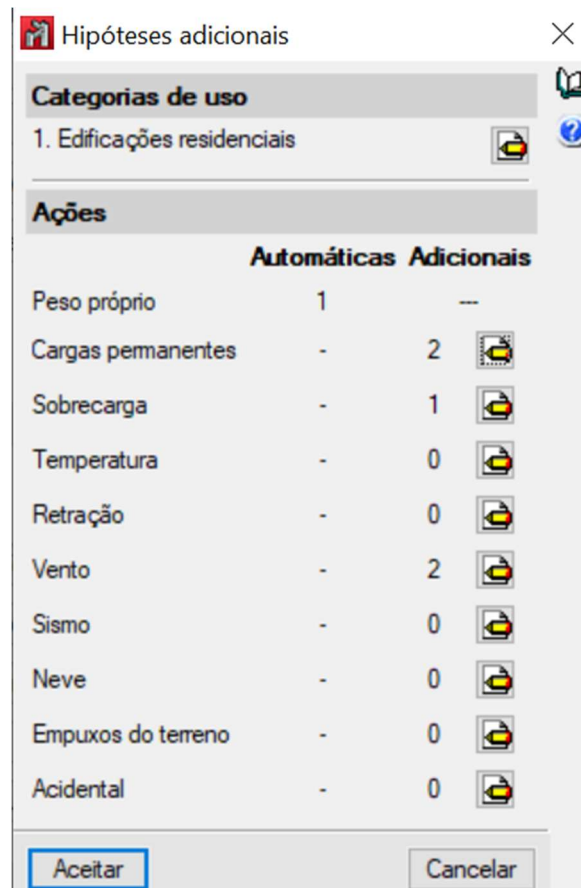 Hipóteses adicionais
Categorias de uso
1. Edificações residenciais
Ações
Automáticas Adicionais
Peso próprio 1 ---
Cargas permanentes - 2
Sobrecarga - 1
Temperatura - 0
Retração - 0
Vento - 2
Sismo - 0
Neve - 0
Empuxos do terreno - 0
Acidental - 0
Aceitar Cancelar